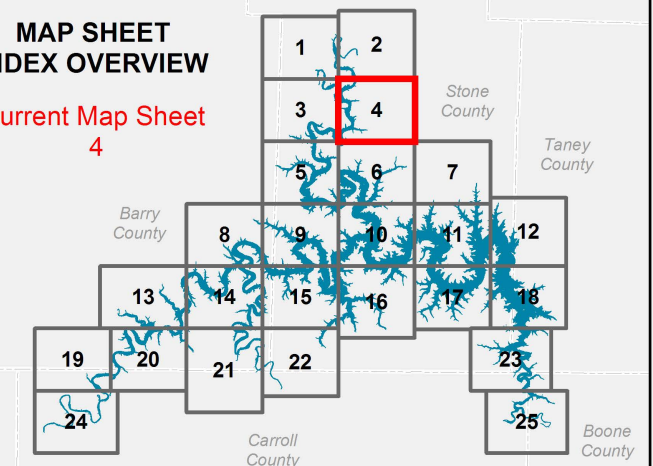 MAP SHEET
NDEX OVERVIEW
urrent Map Sheet
4
1
2
3
4
Stone
County
Taney
County
5
6
7
Barry
County
8
9
10
11
12
13
14
15
16
17
18
19
20
21
22
23
24
25
Carroll
County
Boone
County